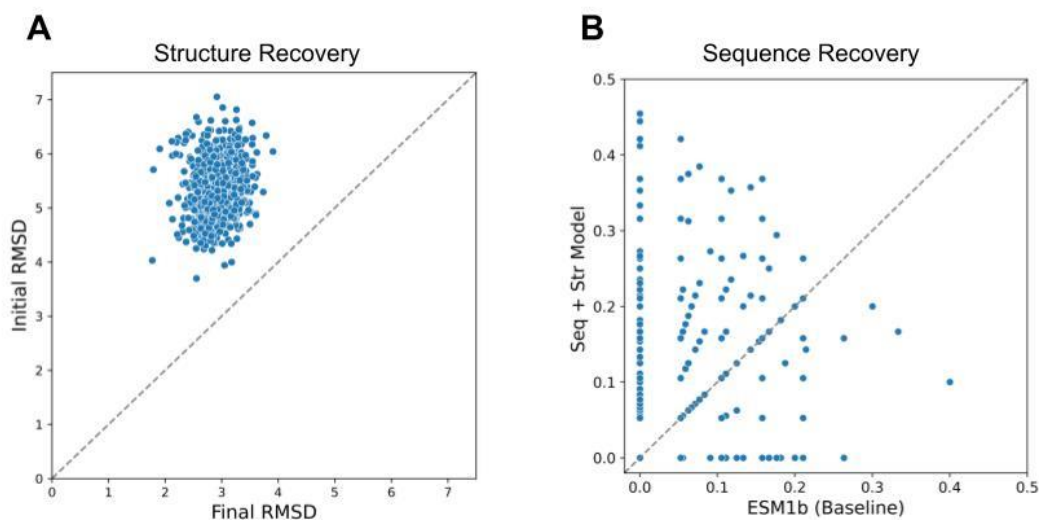 A
Structure Recovery
Initial RMSD
7
6
5
4
3
2
1
0
0 1 2 3 4 5 6 7
Final RMSD
B
Sequence Recovery
Seq + Str Model
0.5
0.4
0.3
0.2
0.1
0.0
0.0 0.1 0.2 0.3 0.4 0.5
ESM1b (Baseline)